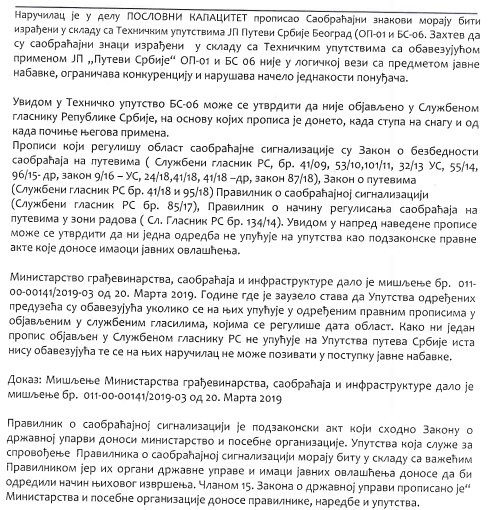 Наручилац је у делу ПОСЛОВНИ КАПАЦИТЕТ прописао Саобраћајни знакови морају бити
израђени у складу са Техничким упутствима ЈП Путеви Србије Београд (ОП-01 и БС-06. Захтев да
су саобраћајни знаци израђени у складу са Техничким упутствима са обавезујућом
применом ЈП „Путеви Србије“ ОП-01 и БС 06 није у логичкој вези са предметом јавне
набавке, ограничава конкуренцију и нарушава начело једнакости понуђача.
Увидом у Техничко упутство БС-06 може се утврдити да није објављено у Службеном
гласнику Републике Србије, на основу којих прописа је донето, када ступа на снагу и од
када почиње његова примена.
Прописи који регулишу област саобраћајне сигнализације су Закон о безбедности
саобраћаја на путевима ( Службени гласник РС, бр. 41/09, 53/10,101/11, 32/13 УС, 55/14,
96/15- др, закон 9/16 – УС, 24/18,41/18, 41/18 –др, закон 87/18), Закон о путевима
(Службени гласник РС, бр. 41/18 и 95/18) Правилник о саобраћајној сигнализацији
(Службени гласник РС, бр. 85/17), Правилник о начину регулисања саобраћаја на
путевима у зони радова ( Сл. Гласник РС бр. 134/14). Увидом у напред наведене прописе
може се утврдити да ни једна одредба не упућује на упутства као подзаконске правне
акте које доносе имаоци јавних овлашћења.
Министарство грађевинарства, саобраћаја и инфраструктуре дало је мишљење бр. 011-
00-00141/2019-03 од 20. Марта 2019. Године где је заузело става да Упутства одређених
предузећа су обавезујућа уколико се на њих упућује у одређеним правним прописима у
објављеним у службеним гласилима, којима се регулише дата област. Како ни један
пропис објављен у Службеном гласнику РС не упућује на Упутства путева Србије иста
нису обавезујућа те се на њих наручилац не може позивати у поступку јавне набавке.
Доказ: Мишљење Министарства грађевинарства, саобраћаја и инфраструктуре дало је
мишљење бр. 011-00-00141/2019-03 од 20. Марта 2019
Правилник о саобраћајној сигнализацији је подзаконски акт који сходно Закону о
државној упарви доноси министарство и посебне организације. Упутства која служе за
спровођење Правилника о саобраћајној сигнализацији морају биту у складу са важећим
Правилником јер их органи државне управе и имаци јавних овлашћења доносе да би
одредили начин њиховог извршења. Чланом 15. Закона о државној управи прописано је“
Министарства и посебне организације доносе правилнике, наредбе и упутства.